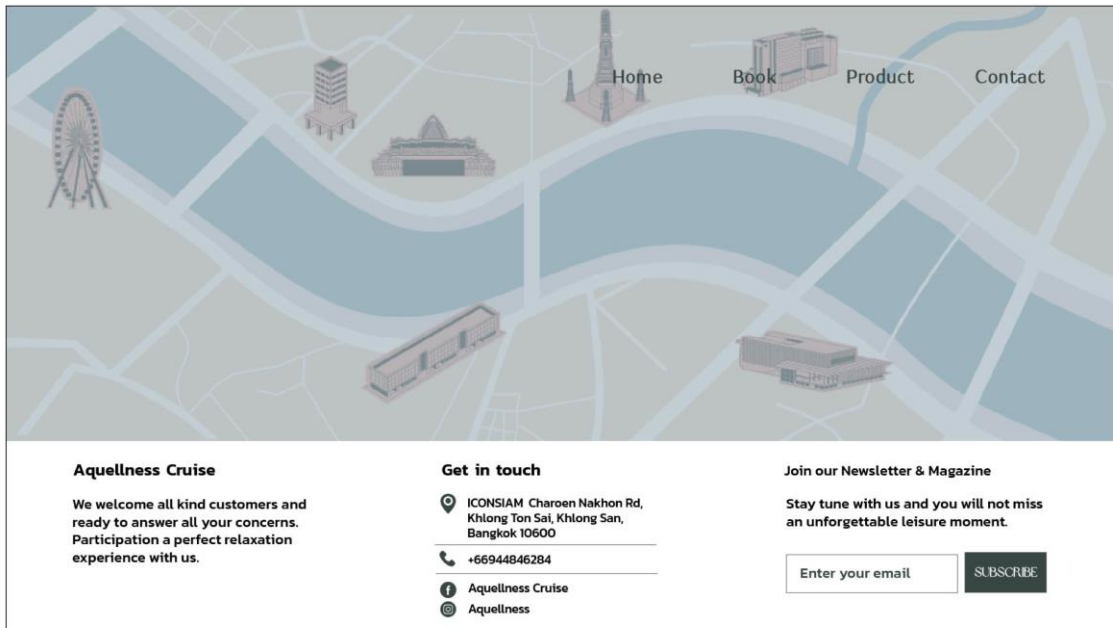 Home Book Product Contact
Aquellness Cruise
We welcome all kind customers and
ready to answer all your concerns.
Participation a perfect relaxation
experience with us.
Get in touch
ICONSIAM Charoen Nakhon Rd,
Khlong Ton Sai, Khlong San,
Bangkok 10600
+66944846284
Aquellness Cruise
Aquellness
Join our Newsletter & Magazine
Stay tune with us and you will not miss
an unforgettable leisure moment.
Enter your email
SUBSCRIBE